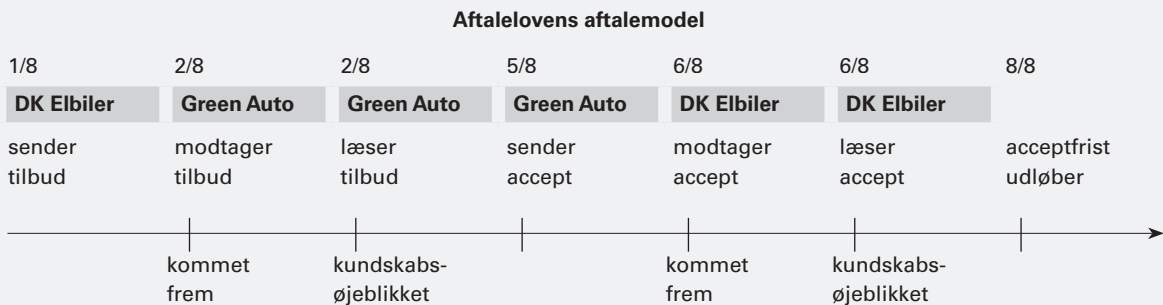 Aftalelovens aftalemodel
1/8 2/8 2/8 5/8 6/8 6/8 8/8
DK Elbiler Green Auto Green Auto Green Auto DK Elbiler DK Elbiler
sender modtager læser sender modtager læser acceptfrist
tilbud tilbud tilbud accept accept accept udløber
kommet kundskabs- kommet kundskabs-
frem øjeblikket frem øjeblikket